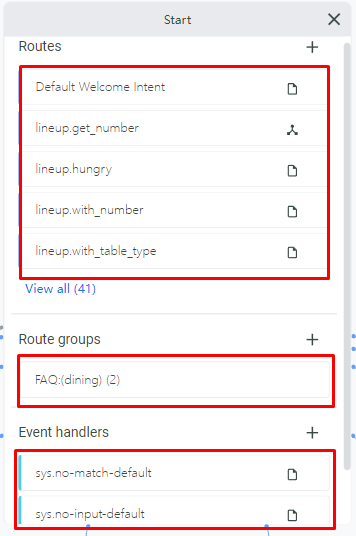 Start
Routes
Default Welcome Intent
lineup.get_number
lineup.hungry
lineup.with_number
lineup.with_table_type
View all (41)
Route groups
FAQ:(dining) (2)
Event handlers
sys.no-match-default
sys.no-input-default